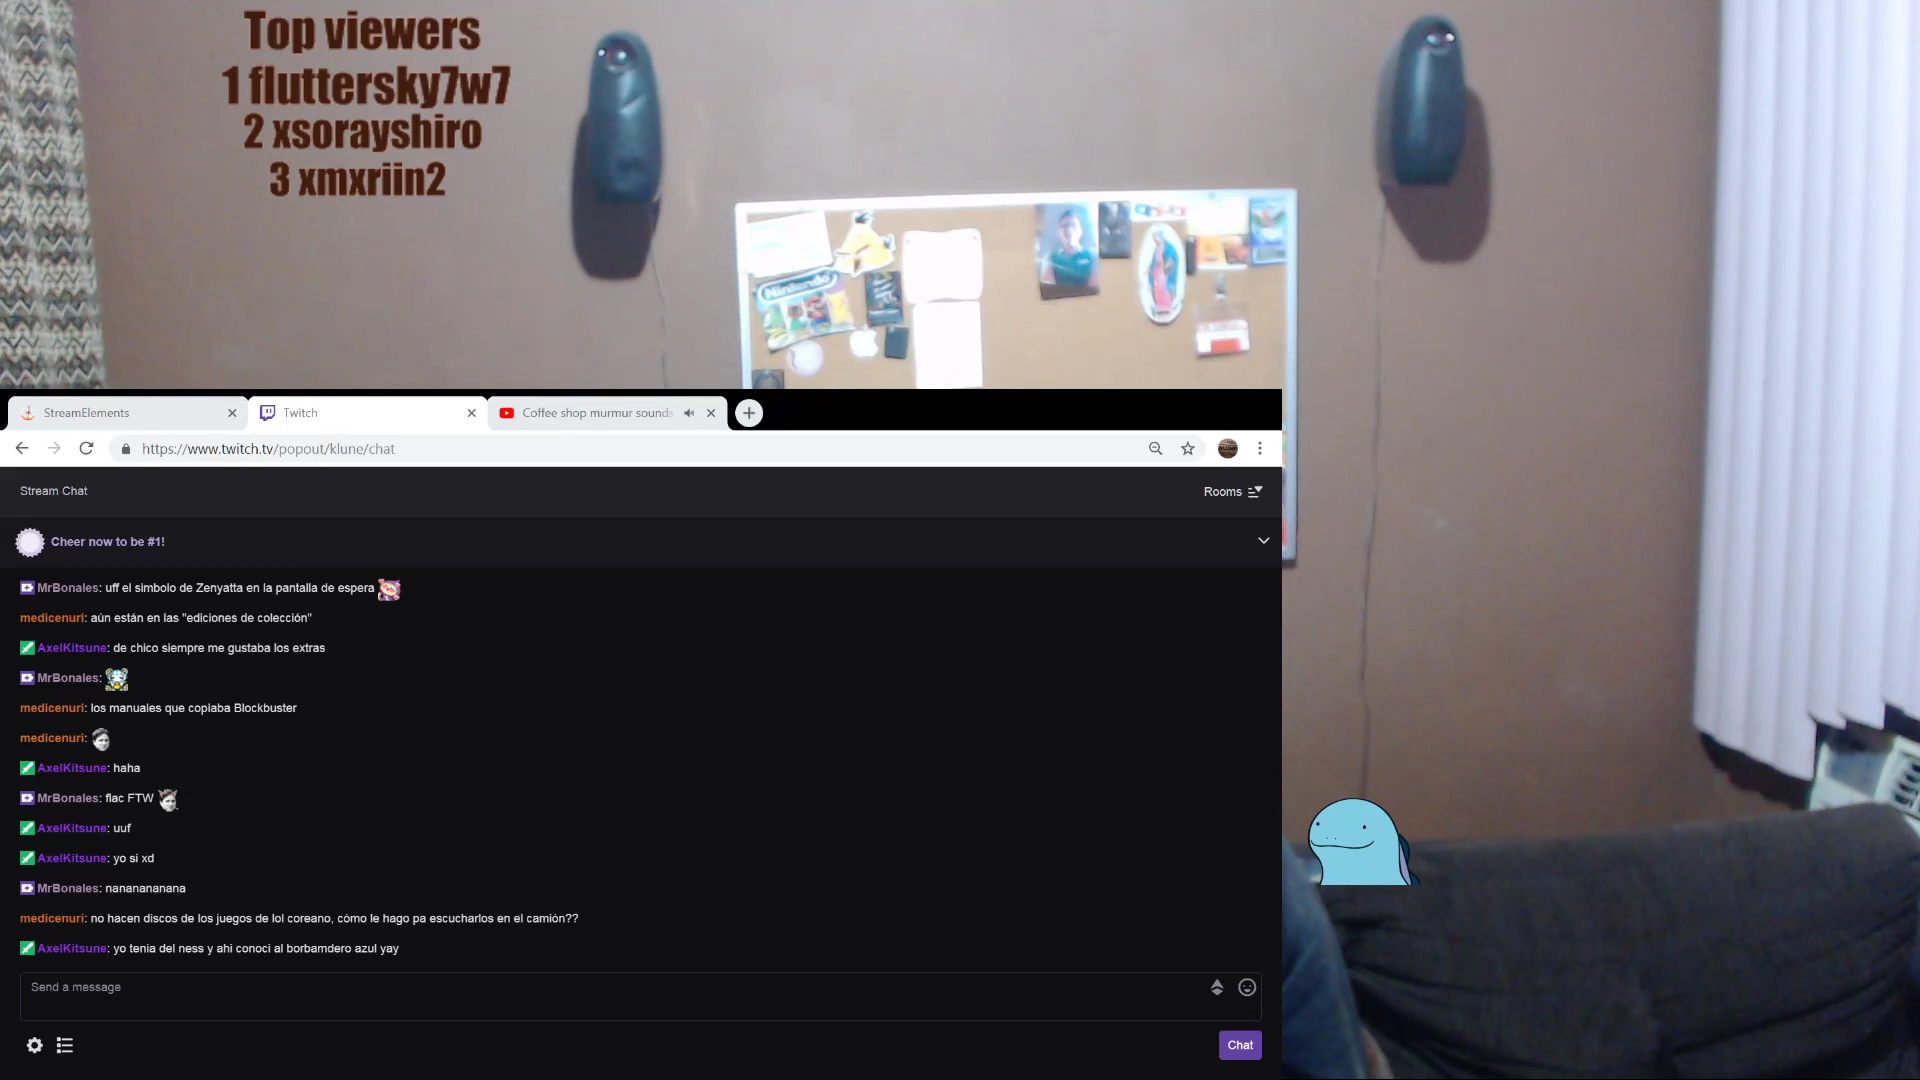 Top viewers
1 fluttersky7w7
2 xsorayshiro
3 xmxriin2
Nintendo
StreamElements
Twitch
Coffee shop murmur sounds
https://www.twitch.tv/popout/klune/chat
Stream Chat
Rooms
Cheer now to be #1!
MrBonales: uff el simbolo de Zenyatta en la pantalla de espera
medicenuri: aún están en las "ediciones de colección"
AxelKitsune: de chico siempre me gustaba los extras
MrBonales:
medicenuri: los manuales que copiaba Blockbuster
medicenuri:
AxelKitsune: haha
MrBonales: flac FTW
AxelKitsune: uuf
AxelKitsune: yo si xd
MrBonales: nanananananana
medicenuri: no hacen discos de los juegos de lol coreano, cómo le hago pa escucharlos en el camión??
AxelKitsune: yo tenia del ness y ahi conoci al borbamdero azul yay
Send a message
Chat